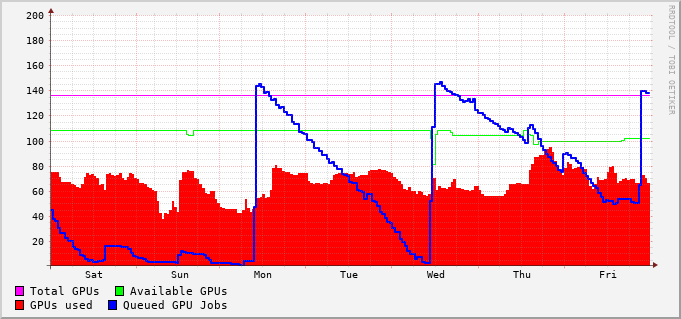 200
180
160
140
120
100
80
60
40
20
Sat Sun Mon Tue Wed Thu Fri
Total GPUs Available GPUs
GPUs used Queued GPU Jobs
RRDTOOL / TOBI OETIKER